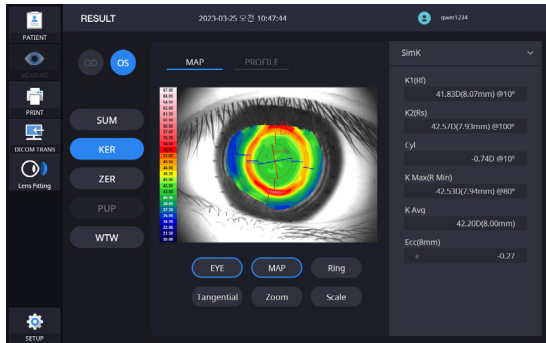 RESULT
2023-03-25 오전 10:47:44
qwer1234
PATIENT
MEASURE
PRINT
DICOM TRANS
Lens Fitting
SETUP
OD OS
SUM
KER
ZER
PUP
WTW
MAP PROFILE
EYE MAP Ring
Tangential Zoom Scale
SimK
K1(Rf)
41.83D(8.07mm) @10°
K2(Rs)
42.57D(7.93mm) @100°
Cyl
-0.74D @10°
K Max(R Min)
42.53D(7.94mm) @80°
K Avg
42.20D(8.00mm)
Ecc(8mm)
e -0.27